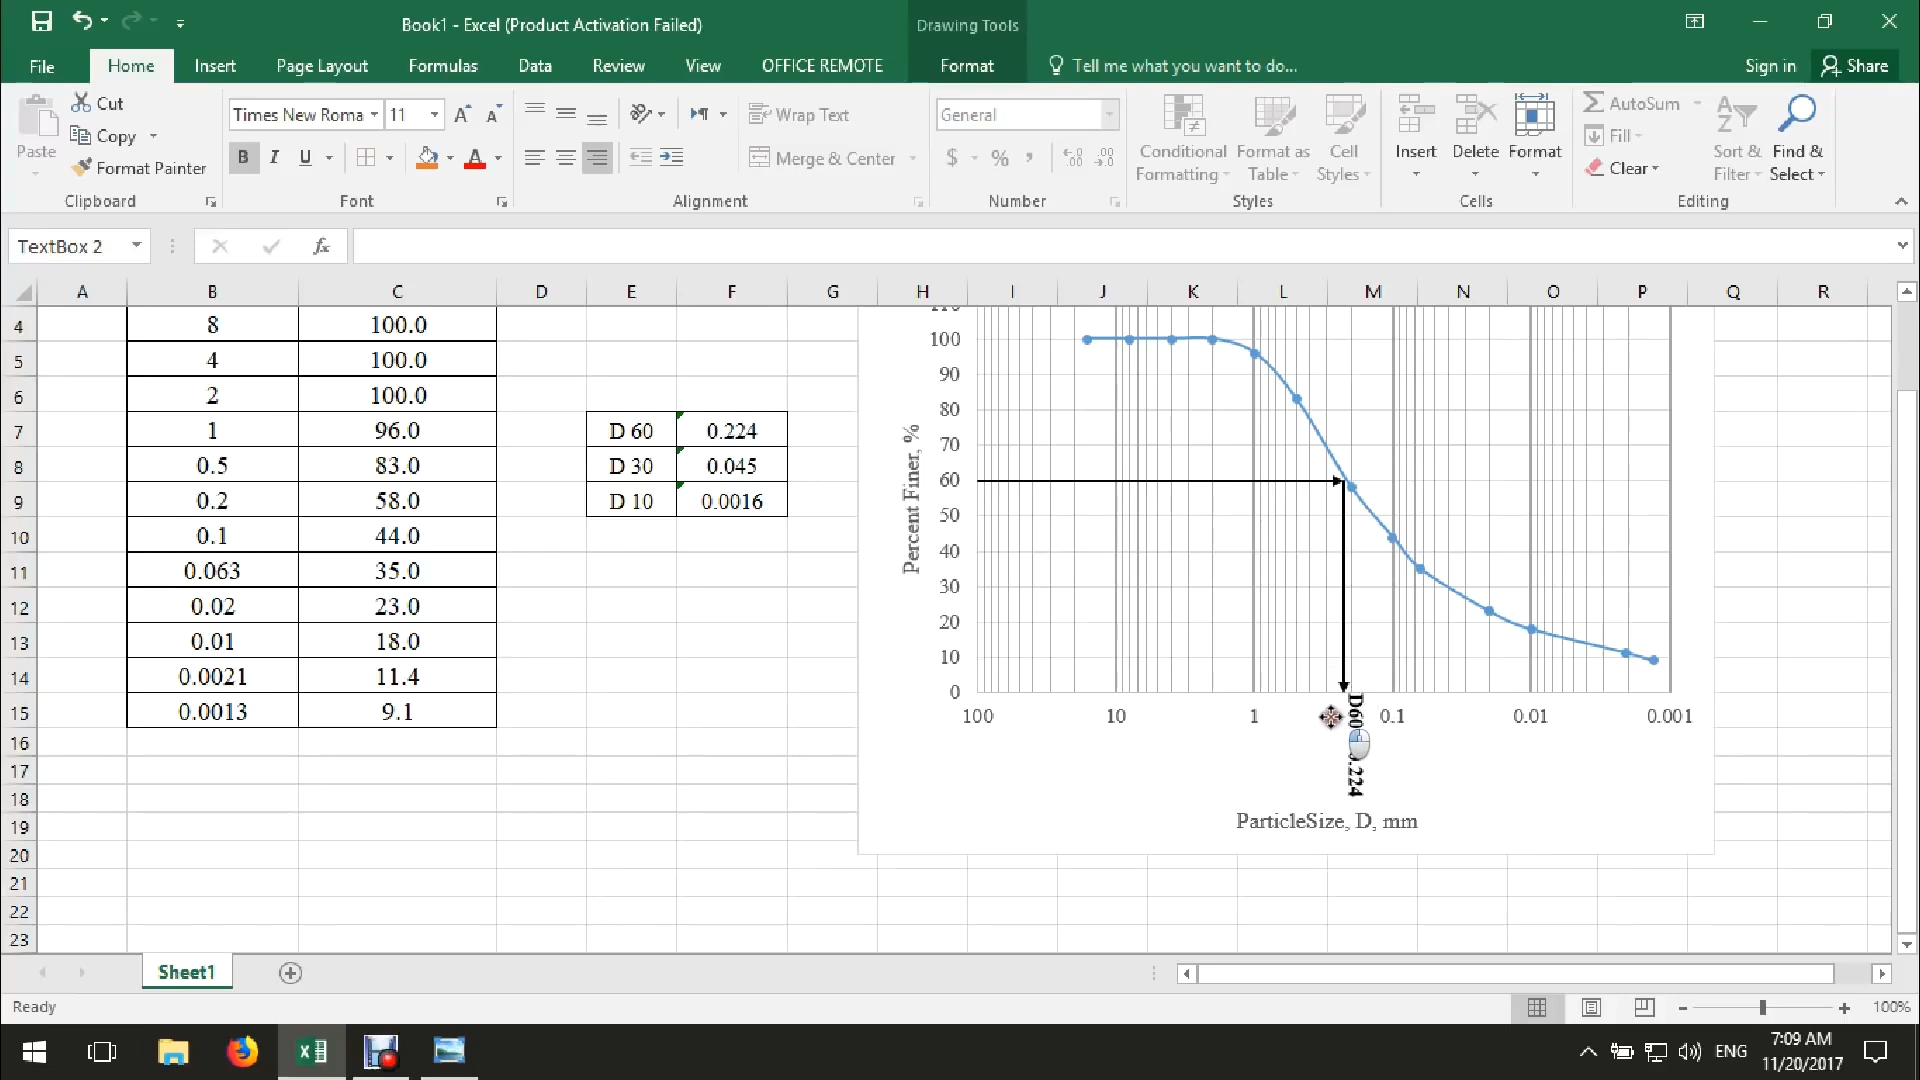 Book1 - Excel (Product Activation Failed)
Drawing Tools
File Home Insert Page Layout Formulas Data Review View OFFICE REMOTE Format Tell me what you want to do... Sign in Share
Paste Cut Copy Format Painter Clipboard
Times New Roma 11 B I U A Font
Wrap Text Merge & Center Alignment
General $ % , .00 .0 Number
Conditional Formatting Format as Table Cell Styles Styles
Insert Delete Format Cells
AutoSum Fill Clear Sort & Filter Find & Select Editing
TextBox 2 fx
A B C D E F G H I J K L M N O P Q R
4 8 100.0
5 4 100.0
6 2 100.0
7 1 96.0 D 60 0.224
8 0.5 83.0 D 30 0.045
9 0.2 58.0 D 10 0.0016
10 0.1 44.0
11 0.063 35.0
12 0.02 23.0
13 0.01 18.0
14 0.0021 11.4
15 0.0013 9.1
16
17
18
19
20
21
22
23
Percent Finer, %
100
90
80
70
60
50
40
30
20
10
0
100 10 1 0.1 0.01 0.001
D60 .224
ParticleSize, D, mm
Sheet1
Ready 100%
ENG 7:09 AM
11/20/2017